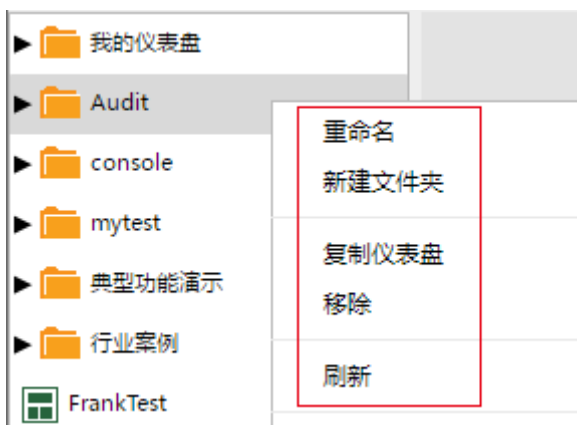 我的仪表盘
Audit
console
mytest
典型功能演示
行业案例
FrankTest
重命名
新建文件夹
复制仪表盘
移除
刷新